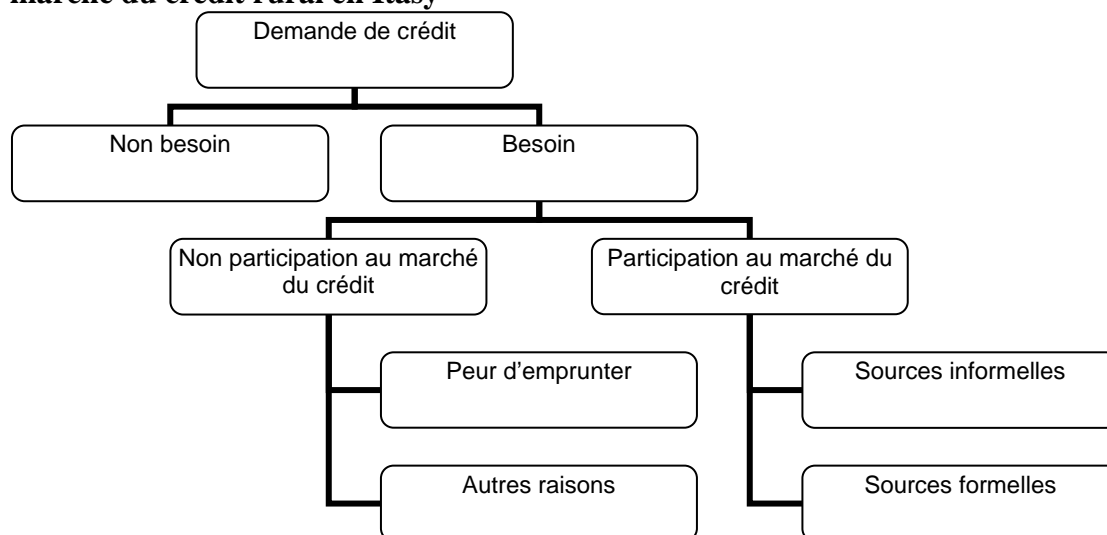 marché du crédit rural en Itasy
Demande de crédit
Non besoin
Besoin
Non participation au marché
du crédit
Participation au marché du
crédit
Peur d’emprunter
Sources informelles
Autres raisons
Sources formelles